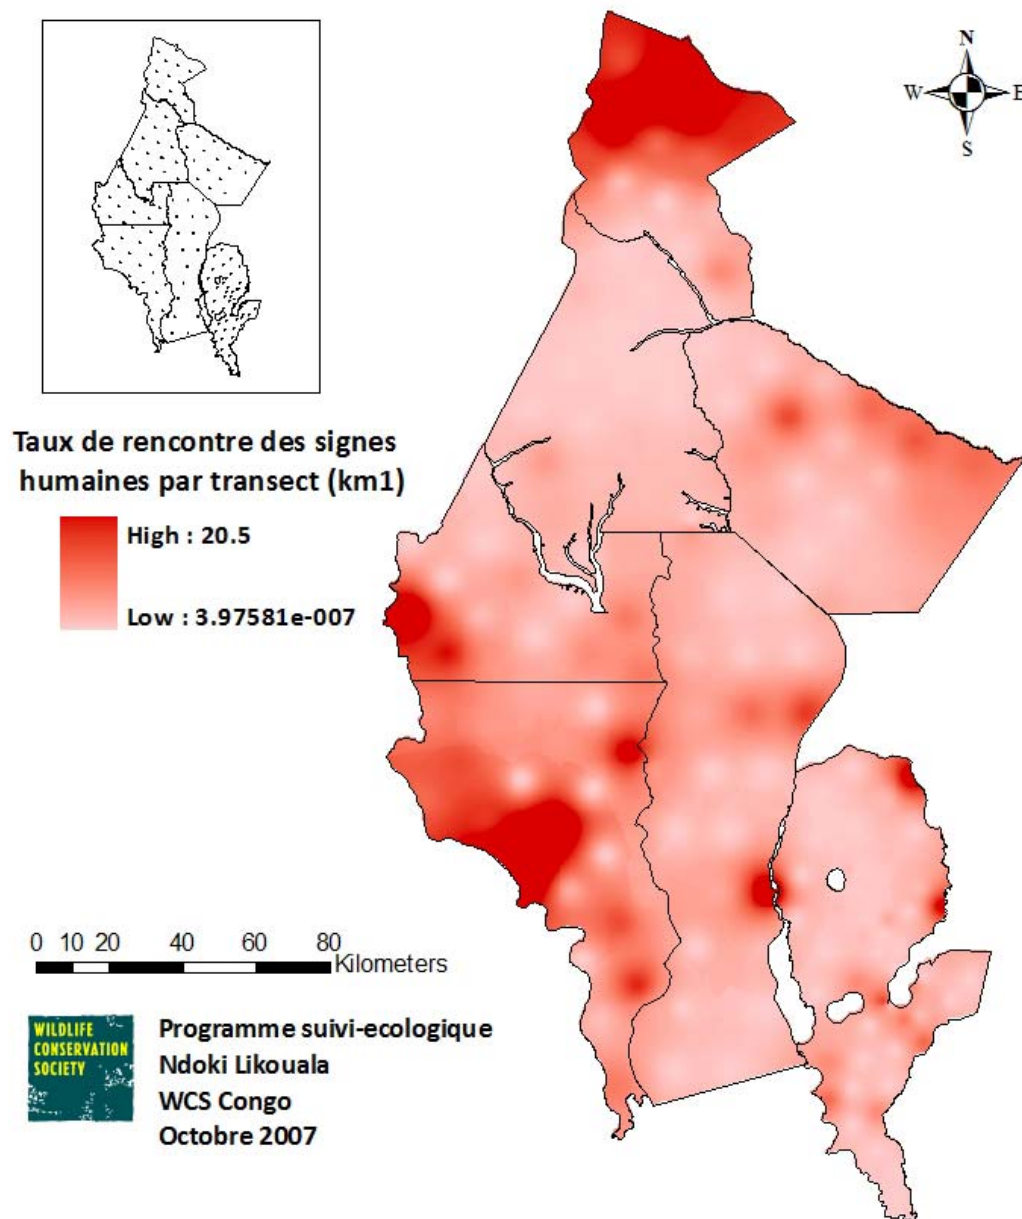 N
W E
S
Taux de rencontre des signes
humaines par transect (km1)
High : 20.5
Low : 3.97581e-007
0 10 20 40 60 80
Kilometers
WILDLIFE
CONSERVATION
SOCIETY
Programme suivi-ecologique
Ndoki Likouala
WCS Congo
Octobre 2007